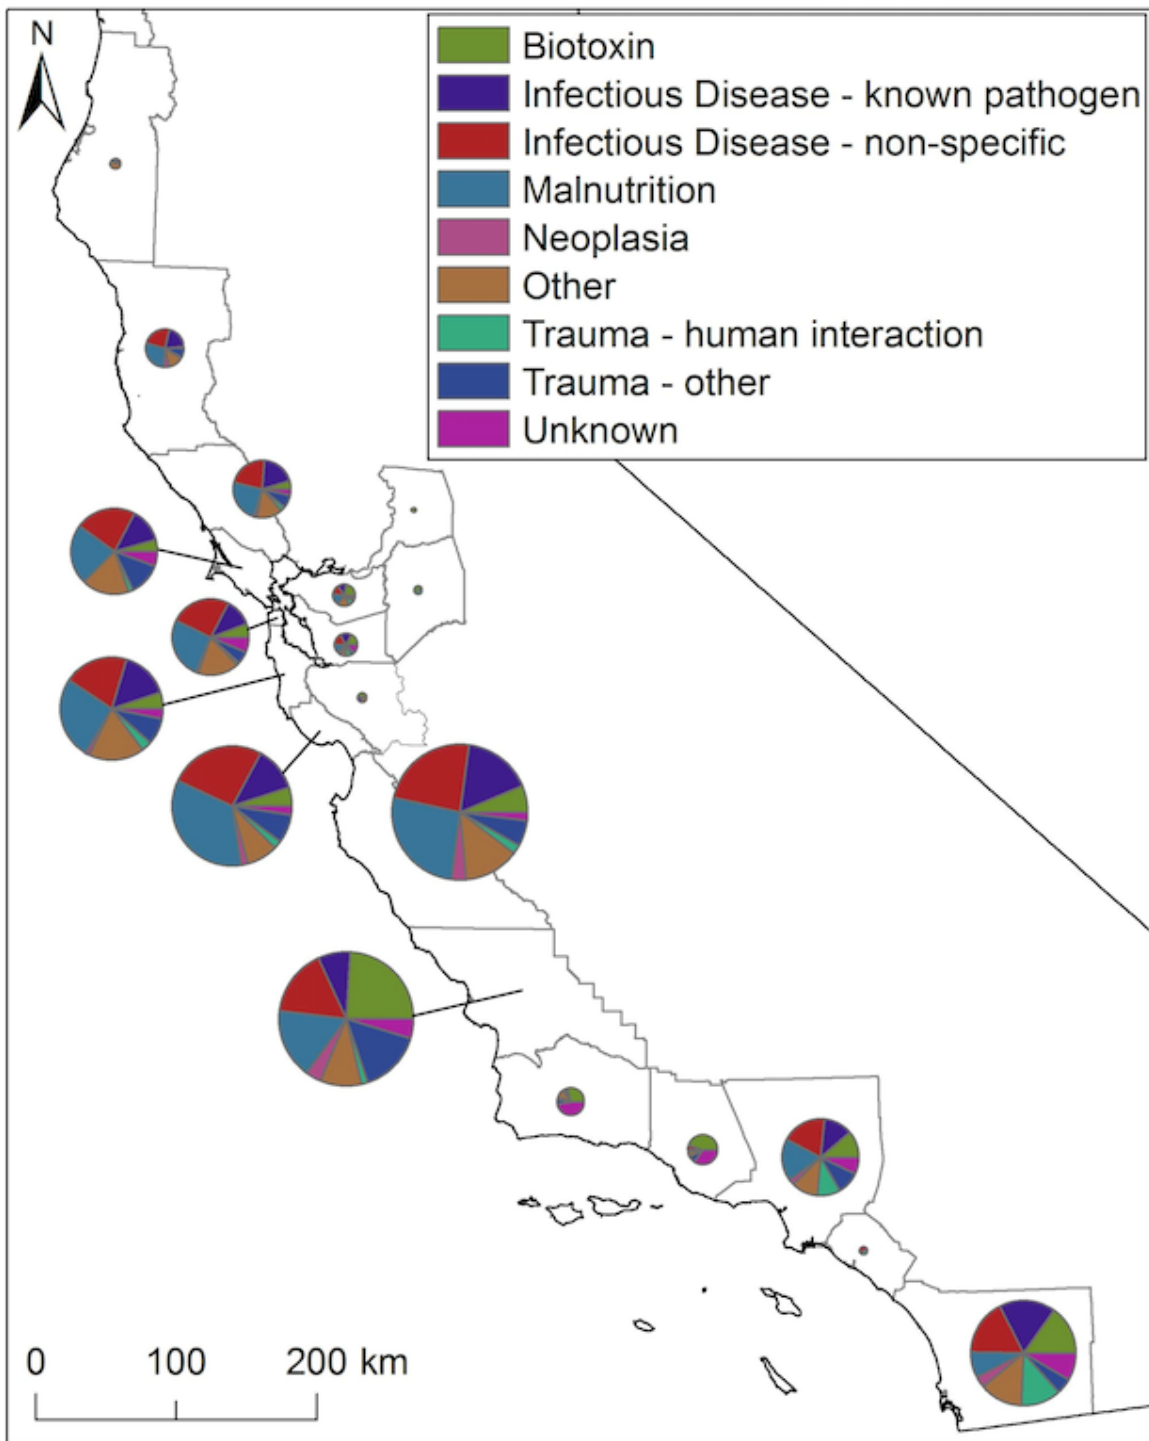 N
Biotoxin
Infectious Disease - known pathogen
Infectious Disease - non-specific
Malnutrition
Neoplasia
Other
Trauma - human interaction
Trauma - other
Unknown
0 100 200 km